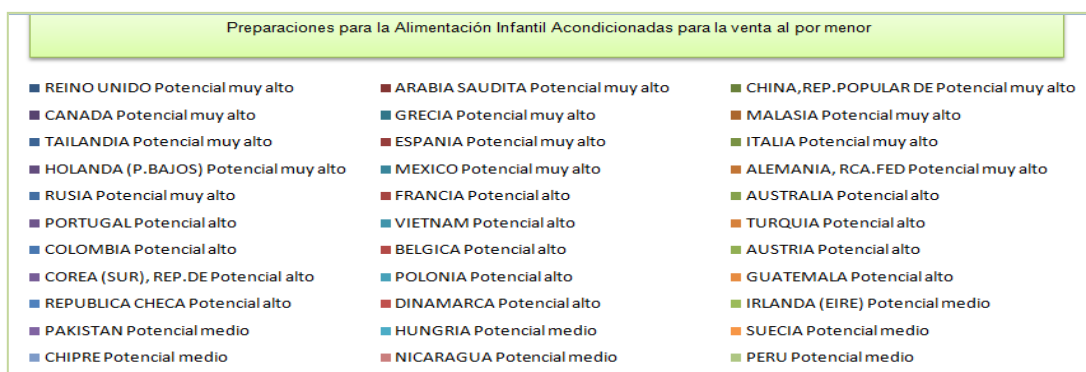 Preparaciones para la Alimentación Infantil Acondicionadas para la venta al por menor
REINO UNIDO Potencial muy alto ARABIA SAUDITA Potencial muy alto CHINA,REP.POPULAR DE Potencial muy alto
CANADA Potencial muy alto GRECIA Potencial muy alto MALASIA Potencial muy alto
TAILANDIA Potencial muy alto ESPANIA Potencial muy alto ITALIA Potencial muy alto
HOLANDA (P.BAJOS) Potencial muy alto MEXICO Potencial muy alto ALEMANIA, RCA.FED Potencial muy alto
RUSIA Potencial muy alto FRANCIA Potencial alto AUSTRALIA Potencial alto
PORTUGAL Potencial alto VIETNAM Potencial alto TURQUIA Potencial alto
COLOMBIA Potencial alto BELGICA Potencial alto AUSTRIA Potencial alto
COREA (SUR), REP.DE Potencial alto POLONIA Potencial alto GUATEMALA Potencial alto
REPUBLICA CHECA Potencial alto DINAMARCA Potencial alto IRLANDA (EIRE) Potencial medio
PAKISTAN Potencial medio HUNGRIA Potencial medio SUECIA Potencial medio
CHIPRE Potencial medio NICARAGUA Potencial medio PERU Potencial medio